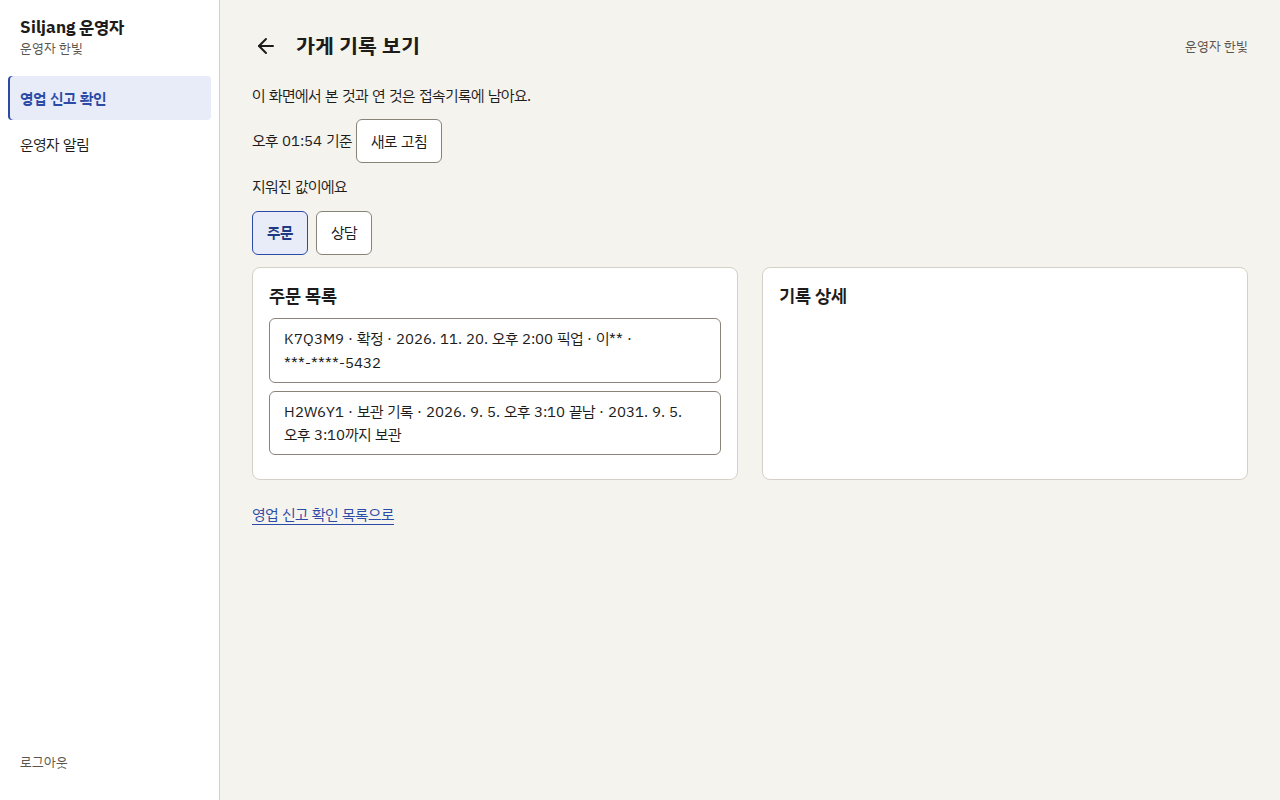 Siljang 운영자
운영자 한빛
영업 신고 확인
운영자 알림
로그아웃
가게 기록 보기
운영자 한빛
이 화면에서 본 것과 연 것은 접속기록에 남아요.
오후 01:54 기준 새로 고침
지워진 값이에요
주문 상담
주문 목록
K7Q3M9 · 확정 · 2026. 11. 20. 오후 2:00 픽업 · 이** ·
***-****-5432
H2W6Y1 · 보관 기록 · 2026. 9. 5. 오후 3:10 끝남 · 2031. 9. 5.
오후 3:10까지 보관
기록 상세
영업 신고 확인 목록으로